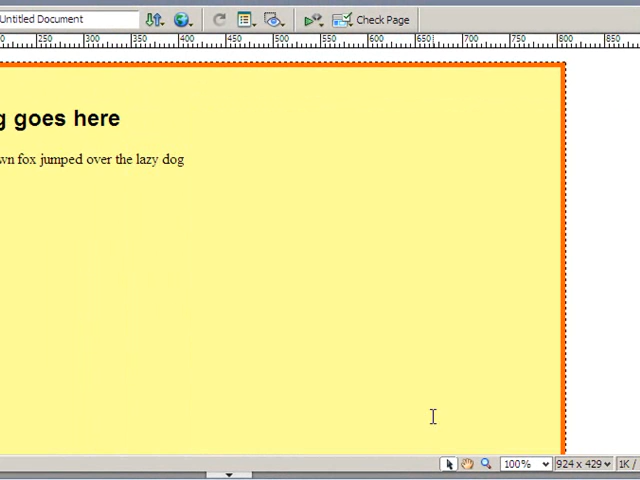 Untitled Document
Check Page
250 300 350 400 450 500 550 600 650 700 750 800 850
g goes here
wn fox jumped over the lazy dog
100% 924 x 429 1K /